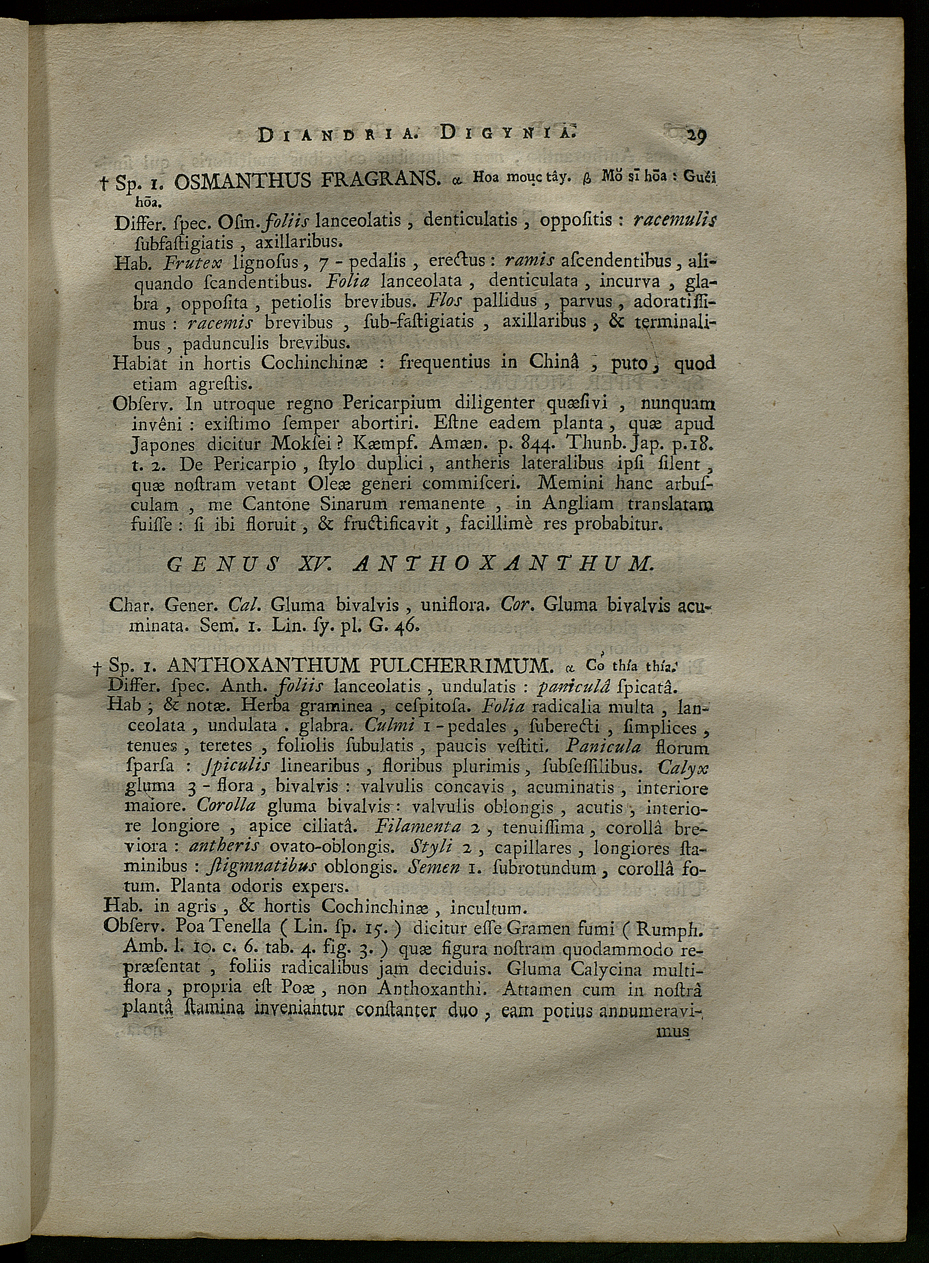 DIANDRIA. DIGYNIA. 29
† Sp. 1. OSMANTHUS FRAGRANS. α Hoa mouc tây. β Mŏ sī hōa : Guéi
hōa.
Differ. ſpec. Oſm. foliis lanceolatis , denticulatis , oppoſitis : racemulis
ſubfaſtigiatis , axillaribus.
Hab. Frutex lignoſus , 7 - pedalis , erectus : ramis aſcendentibus , ali-
quando ſcandentibus. Folia lanceolata , denticulata , incurva , gla-
bra , oppoſita , petiolis brevibus. Flos pallidus , parvus , adoratiſſi-
mus : racemis brevibus , ſub-faſtigiatis , axillaribus , & terminali-
bus , padunculis brevibus.
Habiat in hortis Cochinchinæ : frequentius in Chinâ , puto , quod
etiam agreſtis.
Obſerv. In utroque regno Pericarpium diligenter quæſivi , nunquam
invêni : exiſtimo ſemper abortiri. Eſtne eadem planta , quæ apud
Japones dicitur Mokſei ? Kæmpf. Amæn. p. 844. Thunb. Jap. p. 18.
t. 2. De Pericarpio , ſtylo duplici , antheris lateralibus ipſi ſilent ,
quæ noſtram vetant Oleæ generi commiſceri. Memini hanc arbuſ-
culam , me Cantone Sinarum remanente , in Angliam translatam
fuiſſe : ſi ibi floruit , & fructificavit , facillimè res probabitur.
GENUS XV. ANTHOXANTHUM.
Char. Gener. Cal. Gluma bivalvis , uniflora. Cor. Gluma bivalvis acu-
minata. Sem. 1. Lin. ſy. pl. G. 46.
† Sp. 1. ANTHOXANTHUM PULCHERRIMUM. α Cỏ thía thía.
Differ. ſpec. Anth. foliis lanceolatis , undulatis : paniculâ ſpicatâ.
Hab ; & notæ. Herba graminea , ceſpitoſa. Folia radicalia multa , lan-
ceolata , undulata . glabra. Culmi 1 - pedales , ſuberecti , ſimplices ,
tenues , teretes , foliolis ſubulatis , paucis veſtiti. Panicula florum
ſparſa : ſpiculis linearibus , floribus plurimis , ſubſeſſilibus. Calyx
gluma 3 - flora , bivalvis : valvulis concavis , acuminatis , interiore
maiore. Corolla gluma bivalvis : valvulis oblongis , acutis , interio-
re longiore , apice ciliatâ. Filamenta 2 , tenuiſſima , corollâ bre-
viora : antheris ovato-oblongis. Styli 2 , capillares , longiores ſta-
minibus : ſtigmnatibus oblongis. Semen 1. ſubrotundum , corollâ fo-
tum. Planta odoris expers.
Hab. in agris , & hortis Cochinchinæ , incultum.
Obſerv. Poa Tenella ( Lin. ſp. 15. ) dicitur eſſe Gramen fumi ( Rumph.
Amb. l. 10. c. 6. tab. 4. fig. 3. ) quæ figura noſtram quodammodo re-
præſentat , foliis radicalibus jam deciduis. Gluma Calycina multi-
flora , propria eſt Poæ , non Anthoxanthi. Attamen cum in noſtrâ
plantâ ſtamina inveniantur conſtanter duo , eam potius annumeravi-
mus